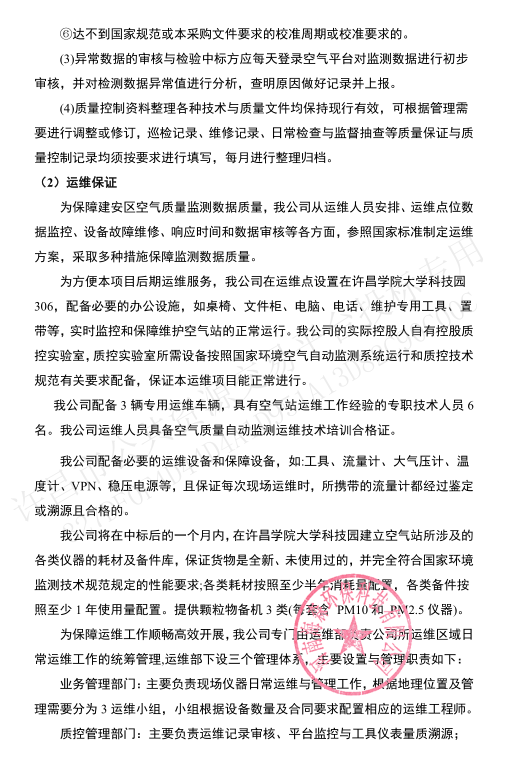 ⑥达不到国家规范或本采购文件要求的校准周期或校准要求的。
(3)异常数据的审核与检验中标方应每天登录空气平台对监测数据进行初步
审核，并对检测数据异常值进行分析，查明原因做好记录并上报。
(4)质量控制资料整理各种技术与质量文件均保持现行有效，可根据管理需
要进行调整或修订，巡检记录、维修记录、日常检查与监督抽查等质量保证与质
量控制记录均须按要求进行填写，每月进行整理归档。
（2）运维保证
为保障建安区空气质量监测数据质量，我公司从运维人员安排、运维点位数
据监控、设备故障维修、响应时间和数据审核等各方面，参照国家标准制定运维
方案，采取多种措施保障监测数据质量。
为方便本项目后期运维服务，我公司在运维点设置在许昌学院大学科技园
306，配备必要的办公设施，如桌椅、文件柜、电脑、电话、维护专用工具、置
带等，实时监控和保障维护空气站的正常运行。我公司的实际控股人自有控股质
控实验室，质控实验室所需设备按照国家环境空气自动监测系统运行和质控技术
规范有关要求配备，保证本运维项目能正常进行。
我公司配备 3 辆专用运维车辆，具有空气站运维工作经验的专职技术人员 6
名。我公司运维人员具备空气质量自动监测运维技术培训合格证。
我公司配备必要的运维设备和保障设备，如:工具、流量计、大气压计、温
度计、VPN、稳压电源等，且保证每次现场运维时，所携带的流量计都经过鉴定
或溯源且合格的。
我公司将在中标后的一个月内，在许昌学院大学科技园建立空气站所涉及的
各类仪器的耗材及备件库，保证货物是全新、未使用过的，并完全符合国家环境
监测技术规范规定的性能要求;各类耗材按照至少半年消耗量配置，各类备件按
照至少 1 年使用量配置。提供颗粒物备机 3 类(每套含 PM10 和 PM2.5 仪器)。
为保障运维工作顺畅高效开展，我公司专门由运维部负责公司所运维区域日
常运维工作的统筹管理,运维部下设三个管理体系，主要设置与管理职责如下：
业务管理部门：主要负责现场仪器日常运维与管理工作，根据地理位置及管
理需要分为 3 运维小组，小组根据设备数量及合同要求配置相应的运维工程师。
质控管理部门：主要负责运维记录审核、平台监控与工具仪表量质溯源；